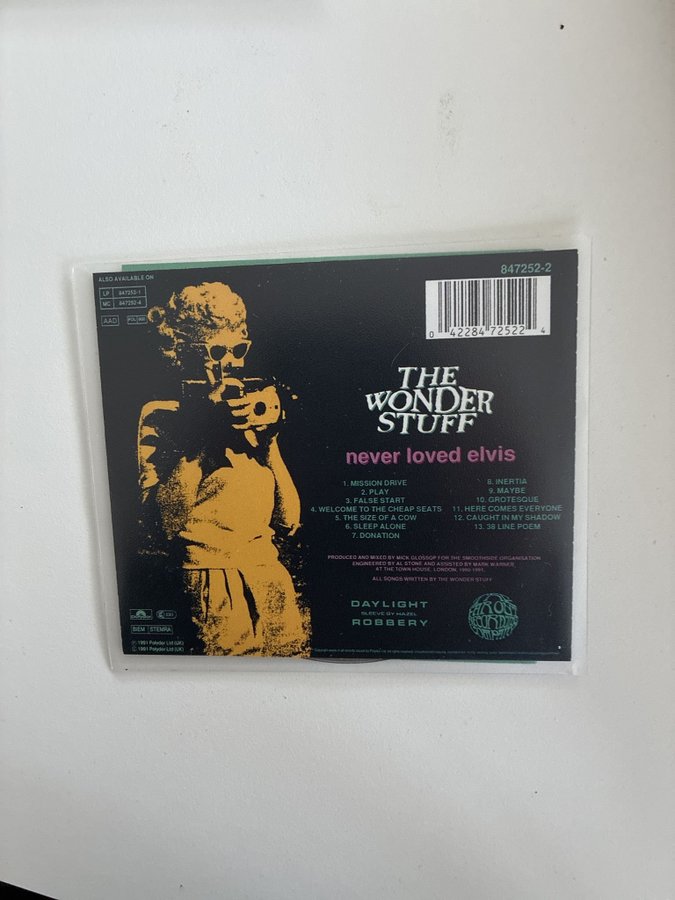 ALSO AVAILABLE ON
LP 847252-1
MC 847252-4
AAD
847252-2
0 42284 72522 4
THE
WONDER
STUFF
never loved elvis
1. MISSION DRIVE
2. PLAY
3. FALSE START
4. WELCOME TO THE CHEAP SEATS
5. THE SIZE OF A COW
6. SLEEP ALONE
7. DONATION
8. INERTIA
9. MAYBE
10. GROTESQUE
11. HERE COMES EVERYONE
12. CAUGHT IN MY SHADOW
13. 38 LINE POEM
PRODUCED AND MIXED BY MICK GLOSSOP FOR THE SMOOTHSIDE ORGANISATION
ENGINEERED BY AL STONE AND ASSISTED BY MARK WARNER
AT THE TOWN HOUSE, LONDON, 1990-1991.
ALL SONGS WRITTEN BY THE WONDER STUFF
DAYLIGHT
SLEEVE BY HAZEL
ROBBERY
polydor
BIEM STEMRA
℗ 1991 Polydor Ltd (UK)
© 1991 Polydor Ltd (UK)